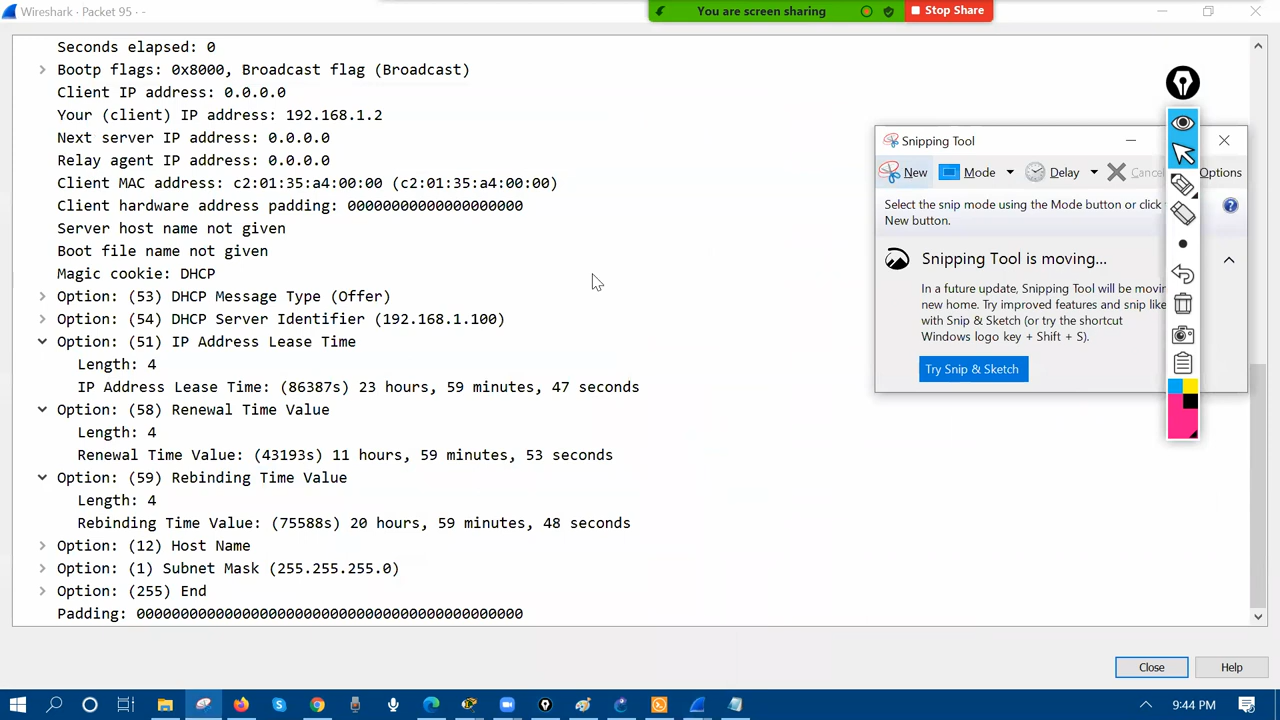 Wireshark · Packet 95 · -
You are screen sharing
Stop Share
Seconds elapsed: 0
Bootp flags: 0x8000, Broadcast flag (Broadcast)
Client IP address: 0.0.0.0
Your (client) IP address: 192.168.1.2
Next server IP address: 0.0.0.0
Relay agent IP address: 0.0.0.0
Client MAC address: c2:01:35:a4:00:00 (c2:01:35:a4:00:00)
Client hardware address padding: 00000000000000000000
Server host name not given
Boot file name not given
Magic cookie: DHCP
Option: (53) DHCP Message Type (Offer)
Option: (54) DHCP Server Identifier (192.168.1.100)
Option: (51) IP Address Lease Time
Length: 4
IP Address Lease Time: (86387s) 23 hours, 59 minutes, 47 seconds
Option: (58) Renewal Time Value
Length: 4
Renewal Time Value: (43193s) 11 hours, 59 minutes, 53 seconds
Option: (59) Rebinding Time Value
Length: 4
Rebinding Time Value: (75588s) 20 hours, 59 minutes, 48 seconds
Option: (12) Host Name
Option: (1) Subnet Mask (255.255.255.0)
Option: (255) End
Padding: 00000000000000000000000000000000000000000000
Snipping Tool
New Mode Delay Cancel Options
Select the snip mode using the Mode button or click
New button.
Snipping Tool is moving...
In a future update, Snipping Tool will be movin
new home. Try improved features and snip like
with Snip & Sketch (or try the shortcut
Windows logo key + Shift + S).
Try Snip & Sketch
Close Help
9:44 PM